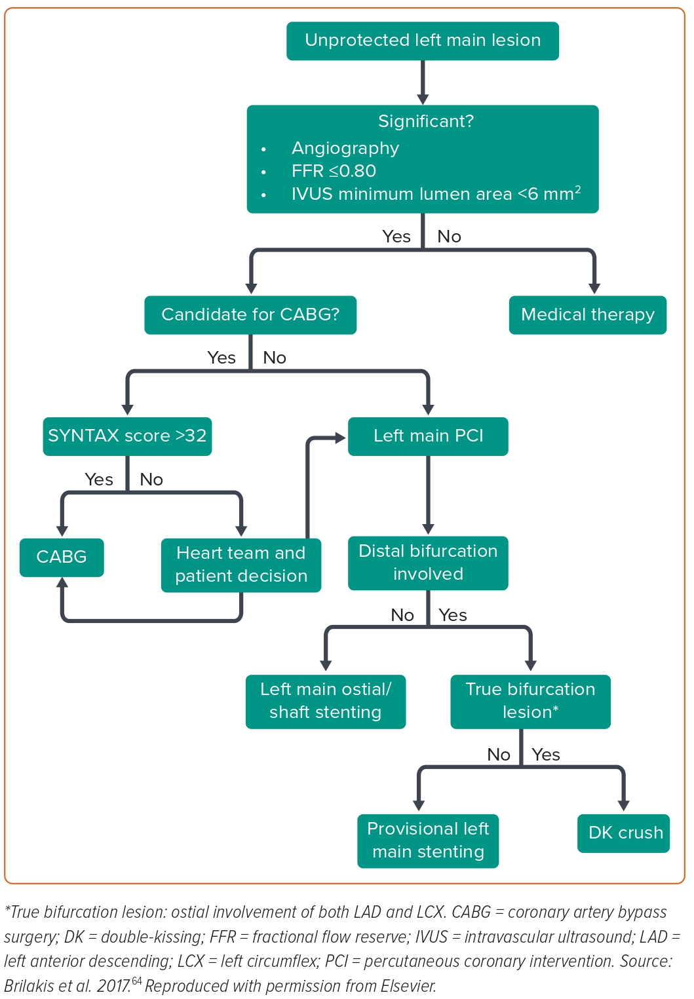 Unprotected left main lesion
Significant?
• Angiography
• FFR ≤0.80
• IVUS minimum lumen area <6 mm²
Yes No
Candidate for CABG?
Medical therapy
Yes No
SYNTAX score >32
Left main PCI
Yes No
CABG
Heart team and
patient decision
Distal bifurcation
involved
No Yes
Left main ostial/
shaft stenting
True bifurcation
lesion*
No Yes
Provisional left
main stenting
DK crush
*True bifurcation lesion: ostial involvement of both LAD and LCX. CABG = coronary artery bypass
surgery; DK = double-kissing; FFR = fractional flow reserve; IVUS = intravascular ultrasound; LAD =
left anterior descending; LCX = left circumflex; PCI = percutaneous coronary intervention. Source:
Brilakis et al. 2017.⁶⁴ Reproduced with permission from Elsevier.